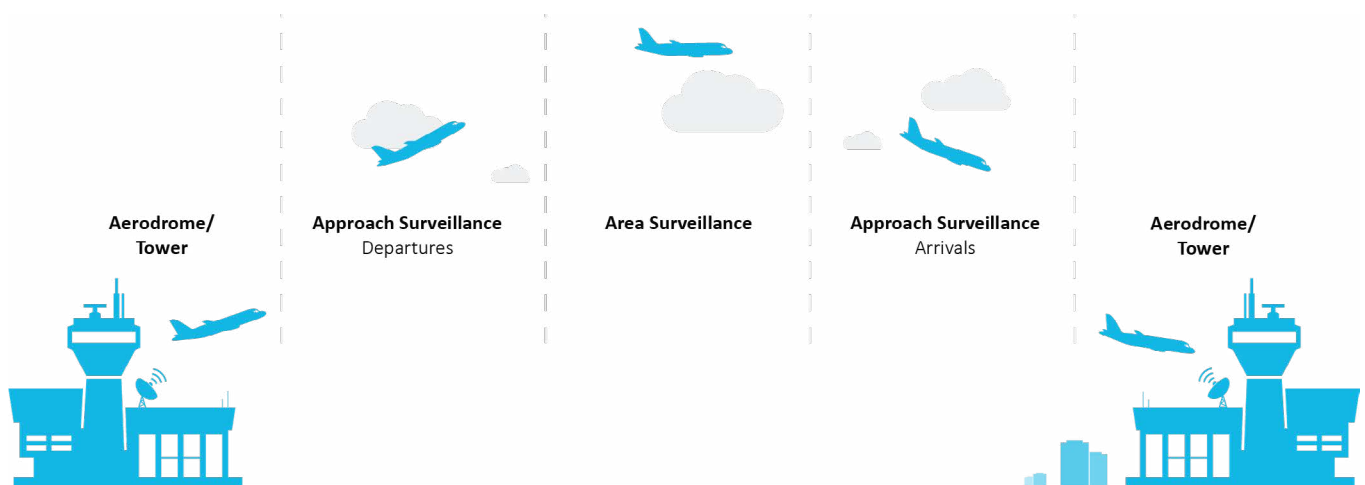 Aerodrome/
Tower
Approach Surveillance
Departures
Area Surveillance
Approach Surveillance
Arrivals
Aerodrome/
Tower